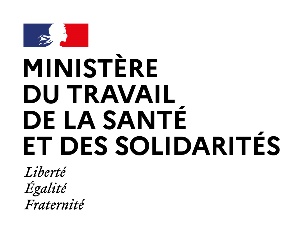 MINISTÈRE
DU TRAVAIL
DE LA SANTÉ
ET DES SOLIDARITÉS
Liberté
Égalité
Fraternité